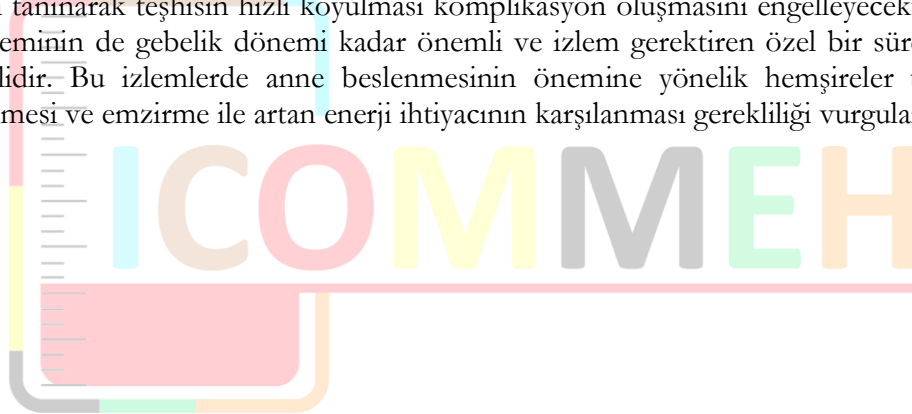 tanınarak teşhisin hızlı koyulması komplikasyon oluşmasını engelleyecek
eminin de gebelik dönemi kadar önemli ve izlem gerektiren özel bir sür
lidir. Bu izlemlerde anne beslenmesinin önemine yönelik hemşireler
mesi ve emzirme ile artan enerji ihtiyacının karşılanması gerekliliği vurgula
ICOMMEH